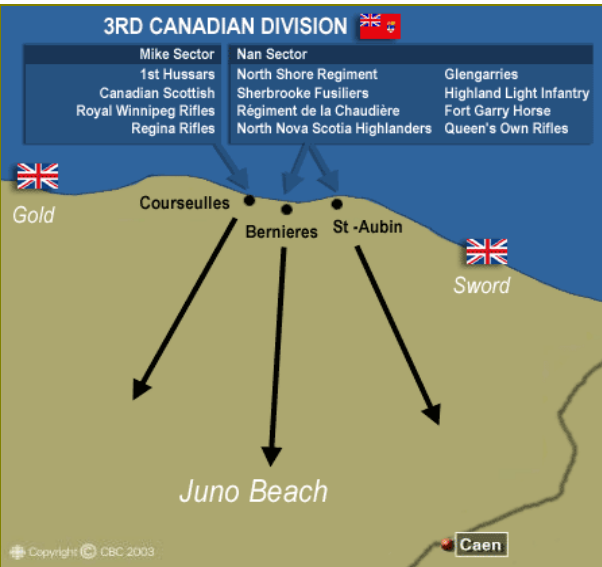 3RD CANADIAN DIVISION
Mike Sector
1st Hussars
Canadian Scottish
Royal Winnipeg Rifles
Regina Rifles
Nan Sector
North Shore Regiment
Sherbrooke Fusiliers
Régiment de la Chaudière
North Nova Scotia Highlanders
Glengarries
Highland Light Infantry
Fort Garry Horse
Queen's Own Rifles
Gold
Courseulles
Bernieres
St -Aubin
Sword
Juno Beach
Caen
Copyright © CBC 2003